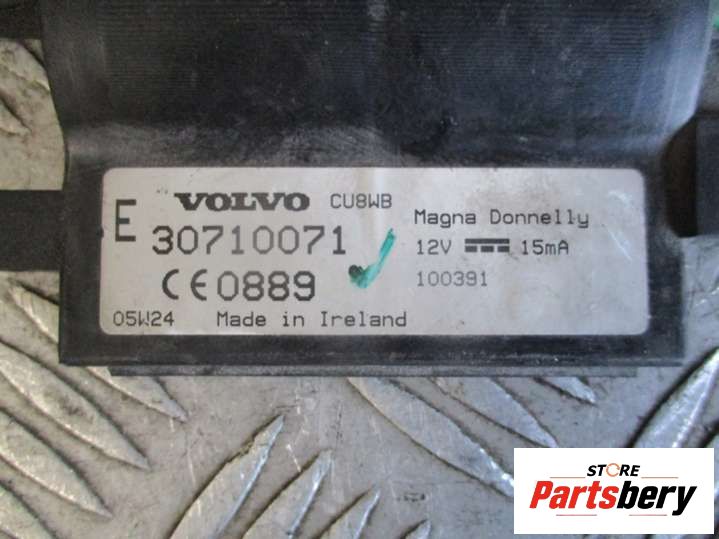 VOLVO CU8WB
E 30710071
CE0889
05W24 Made in Ireland
Magna Donnelly
12V 15mA
100391
STORE
Partsbery